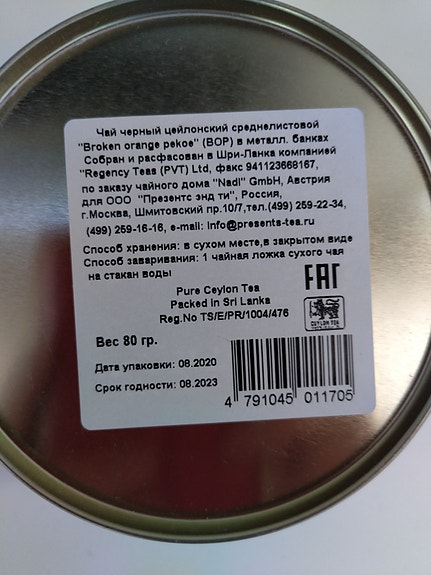 Чай черный цейлонский среднелистовой
"Broken orange pekoe" (BOP) в металл. банках
Собран и расфасован в Шри-Ланка компанией
"Regency Teas (PVT) Ltd, факс 941123668167,
по заказу чайного дома "Nadl" GmbH, Австрия
для ООО "Презентс энд ти", Россия,
г.Москва, Шмитовский пр.10/7,тел.(499) 259-22-34,
(499) 259-16-16, e-mail: info@presents-tea.ru
Способ хранения: в сухом месте,в закрытом виде
Способ заваривания: 1 чайная ложка сухого чая
на стакан воды
Pure Ceylon Tea
Packed in Sri Lanka
Reg.No TS/E/PR/1004/476
EAC
CEYLON TEA
Вес 80 гр.
Дата упаковки: 08.2020
Срок годности: 08.2023
4 791045 011705